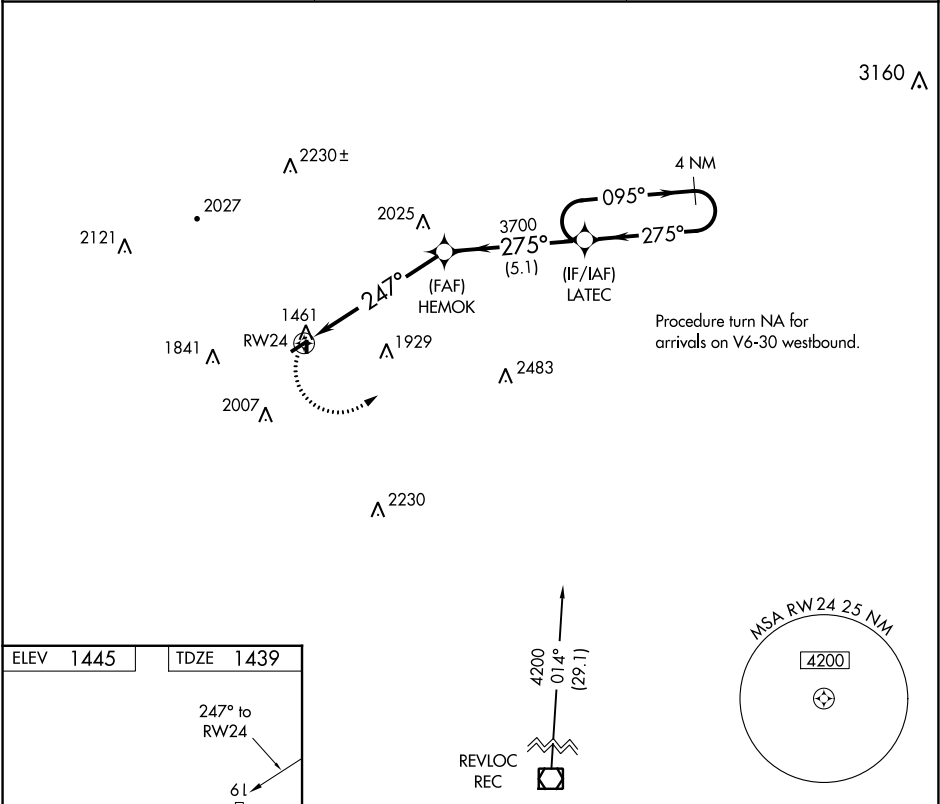 3160
2230±
4 NM
2027
095°
2025
3700
2121
275°
275°
(5.1)
(IF/IAF)
LATEC
(FAF)
HEMOK
247°
1461
RW24
1929
Procedure turn NA for
arrivals on V6-30 westbound.
1841
2483
2007
2230
MSA RW24 25 NM
4200
ELEV 1445
TDZE 1439
4200
014°
(29.1)
247° to
RW24
REVLOC
REC
61